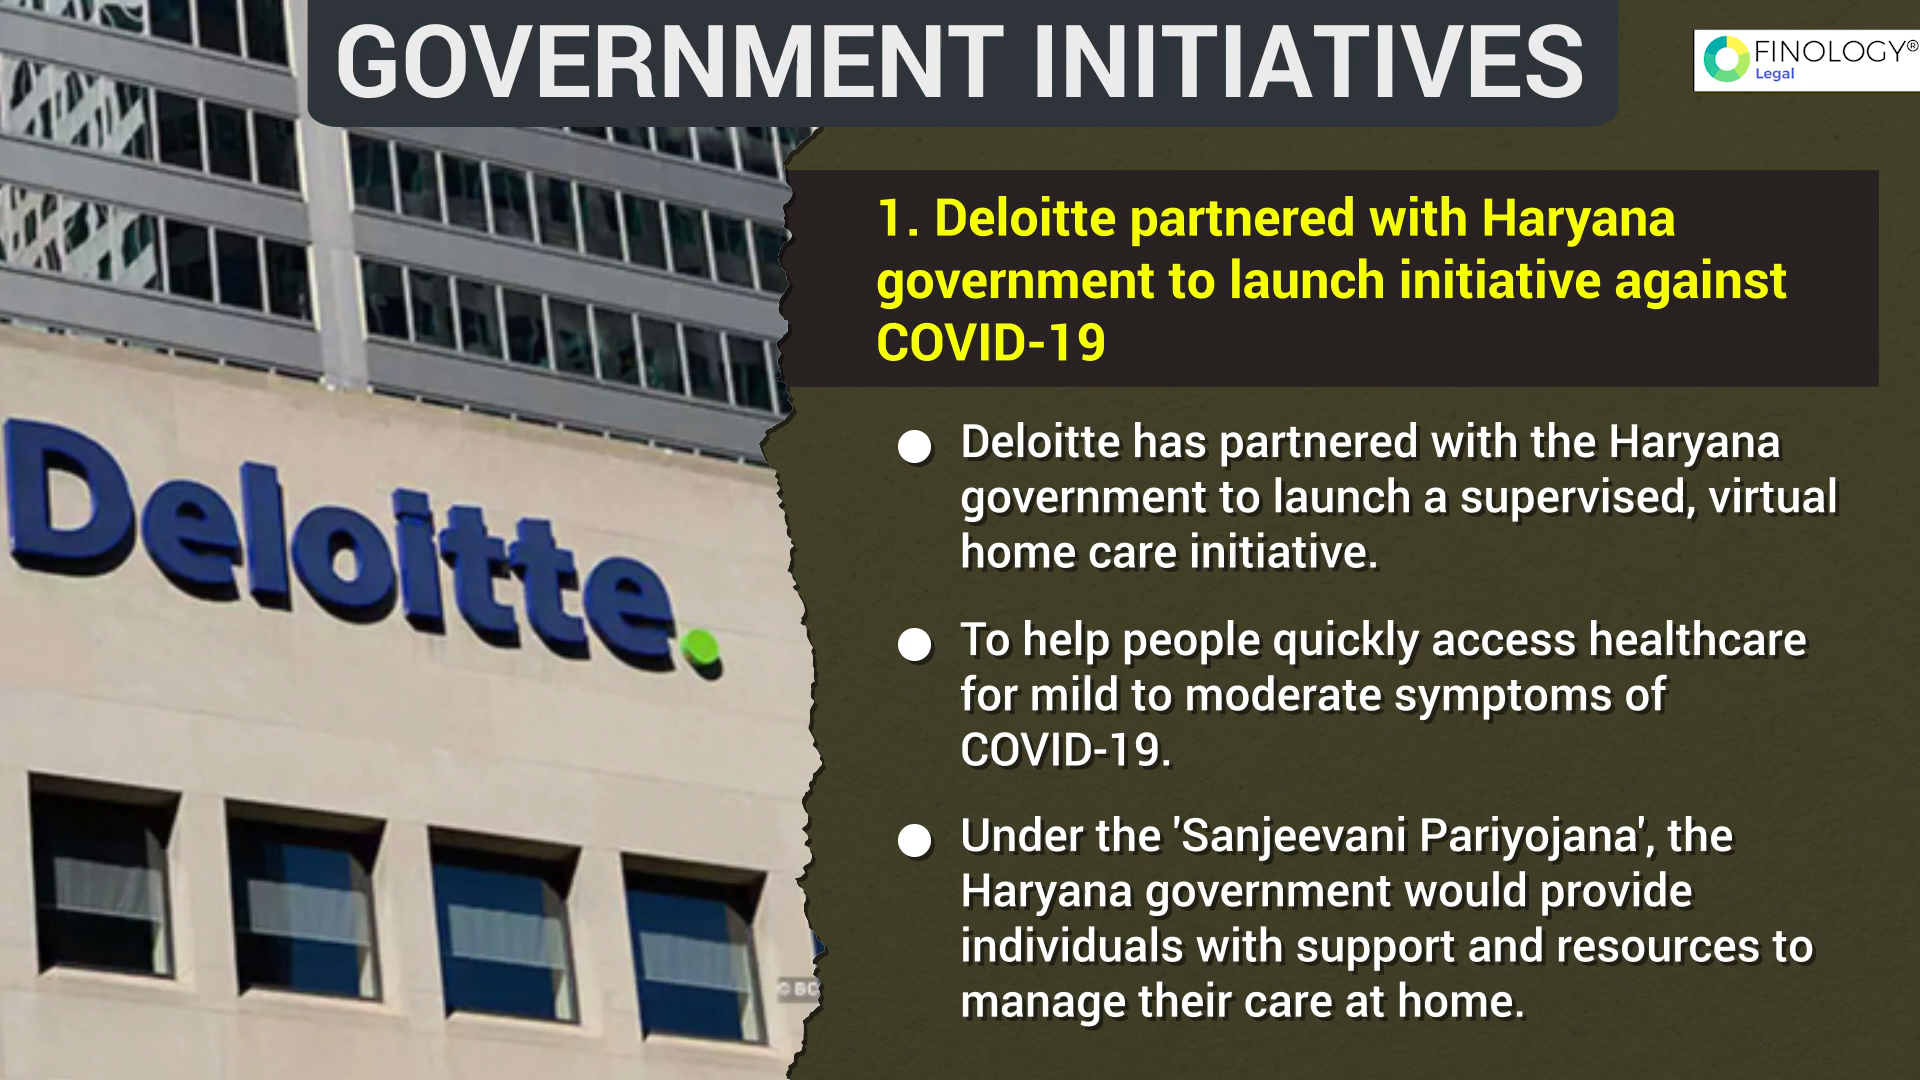 GOVERNMENT INITIATIVES
FINOLOGY®
Legal
1. Deloitte partnered with Haryana
government to launch initiative against
COVID-19
Deloitte.
● Deloitte has partnered with the Haryana
government to launch a supervised, virtual
home care initiative.
● To help people quickly access healthcare
for mild to moderate symptoms of
COVID-19.
● Under the 'Sanjeevani Pariyojana', the
Haryana government would provide
individuals with support and resources to
manage their care at home.